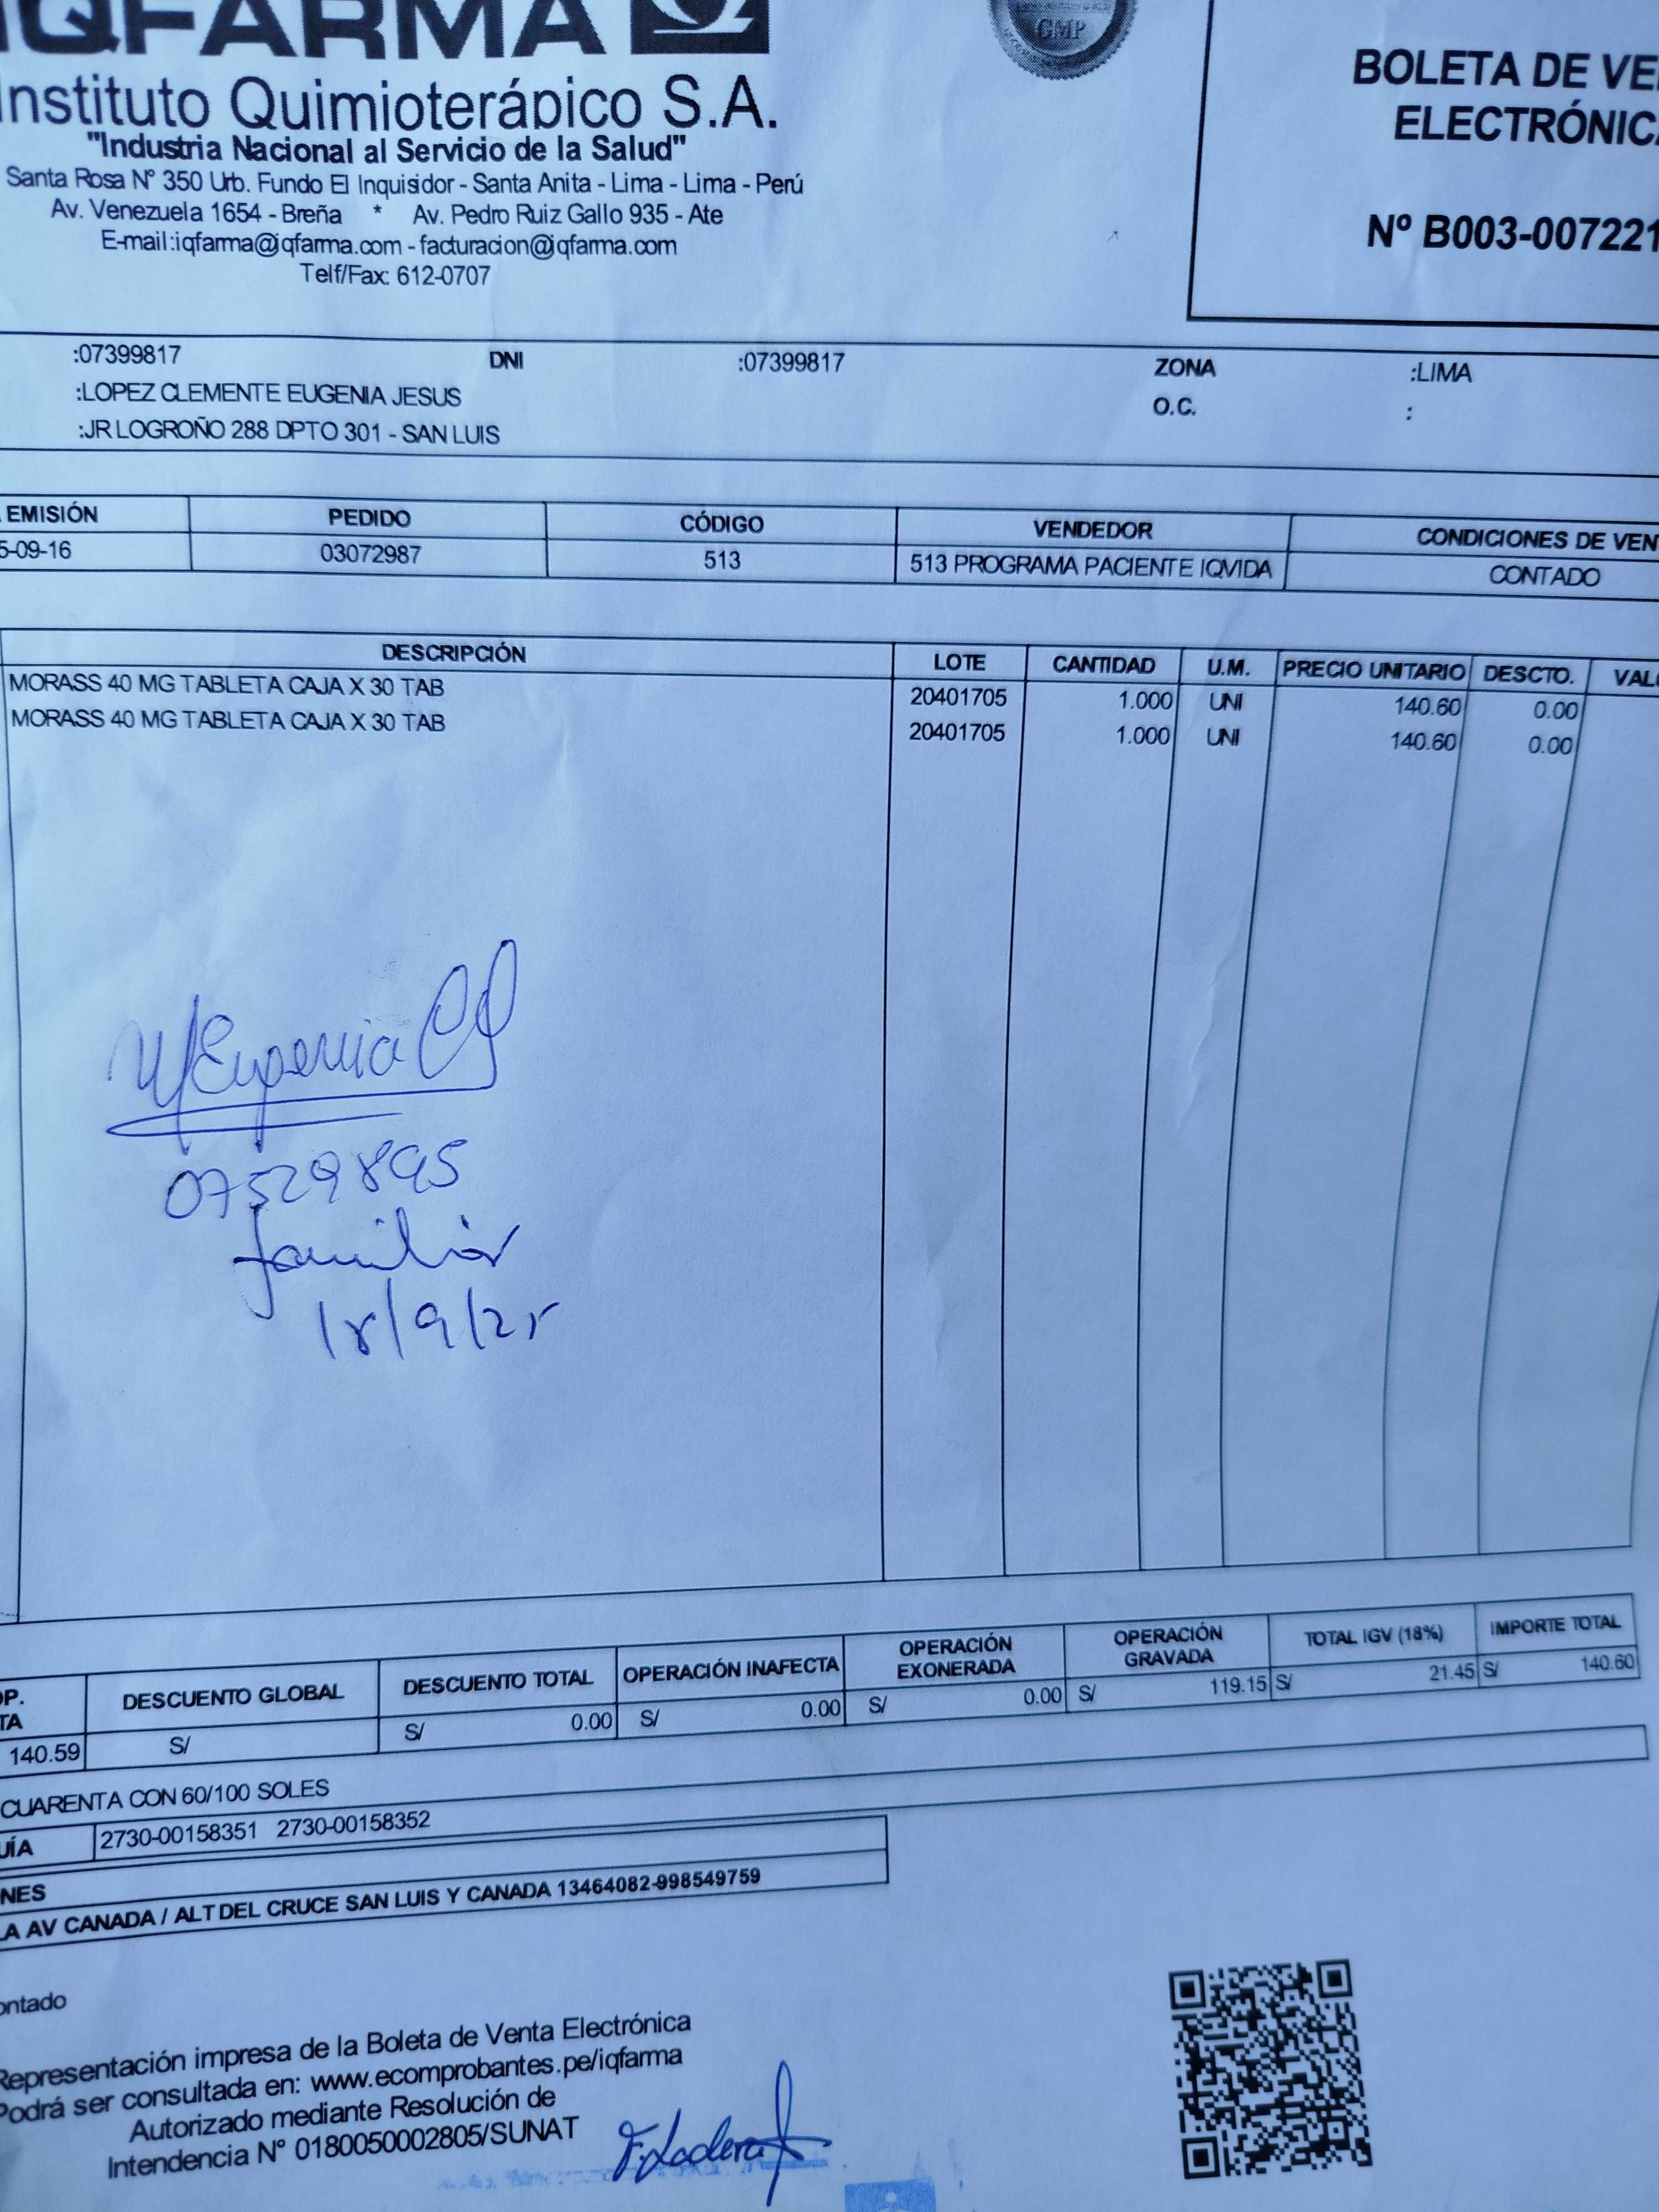 IQFARMA
GMP
Instituto Quimioterápico S.A.
"Industria Nacional al Servicio de la Salud"
Santa Rosa N° 350 Urb. Fundo El Inquisidor - Santa Anita - Lima - Lima - Perú
Av. Venezuela 1654 - Breña * Av. Pedro Ruiz Gallo 935 - Ate
E-mail:iqfarma@iqfarma.com - facturacion@iqfarma.com
Telf/Fax: 612-0707
BOLETA DE VE
ELECTRÓNICA
Nº B003-007221
:07399817 DNI :07399817 ZONA :LIMA
:LOPEZ CLEMENTE EUGENIA JESUS O.C. :
:JR LOGROÑO 288 DPTO 301 - SAN LUIS
EMISIÓN PEDIDO CÓDIGO VENDEDOR CONDICIONES DE VEN
5-09-16 03072987 513 513 PROGRAMA PACIENTE IQVIDA CONTADO
DESCRIPCIÓN LOTE CANTIDAD U.M. PRECIO UNITARIO DESCTO. VAL
MORASS 40 MG TABLETA CAJA X 30 TAB 20401705 1.000 UNI 140.60 0.00
MORASS 40 MG TABLETA CAJA X 30 TAB 20401705 1.000 UNI 140.60 0.00
Eugenia
07529895
familiar
18/9/25
OP. DESCUENTO GLOBAL DESCUENTO TOTAL OPERACIÓN INAFECTA OPERACIÓN EXONERADA OPERACIÓN GRAVADA TOTAL IGV (18%) IMPORTE TOTAL
TA
140.59 S/ S/ 0.00 S/ 0.00 S/ 0.00 S/ 119.15 S/ 21.45 S/ 140.60
CUARENTA CON 60/100 SOLES
UÍA 2730-00158351 2730-00158352
NES
LA AV CANADA / ALT DEL CRUCE SAN LUIS Y CANADA 13464082-998549759
ontado
Representación impresa de la Boleta de Venta Electrónica
Podrá ser consultada en: www.ecomprobantes.pe/iqfarma
Autorizado mediante Resolución de
Intendencia N° 0180050002805/SUNAT